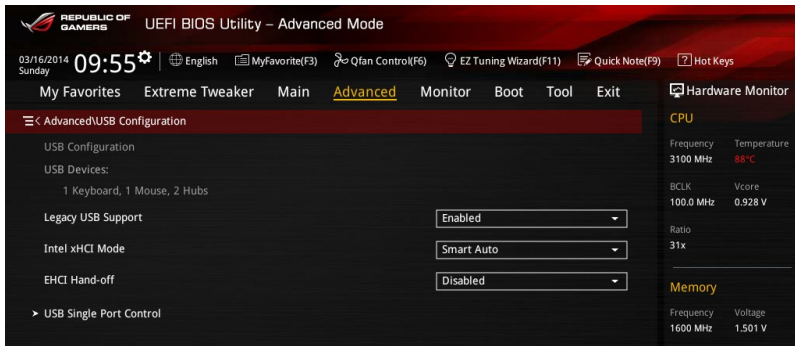 REPUBLIC OF
GAMERS
UEFI BIOS Utility – Advanced Mode
03/16/2014
Sunday
09:55
English
MyFavorite(F3)
Qfan Control(F6)
EZ Tuning Wizard(F11)
Quick Note(F9)
? Hot Keys
My Favorites Extreme Tweaker Main Advanced Monitor Boot Tool Exit
Advanced\USB Configuration
USB Configuration
USB Devices:
1 Keyboard, 1 Mouse, 2 Hubs
Legacy USB Support Enabled
Intel xHCI Mode Smart Auto
EHCI Hand-off Disabled
USB Single Port Control
Hardware Monitor
CPU
Frequency Temperature
3100 MHz 88°C
BCLK Vcore
100.0 MHz 0.928 V
Ratio
31x
Memory
Frequency Voltage
1600 MHz 1.501 V